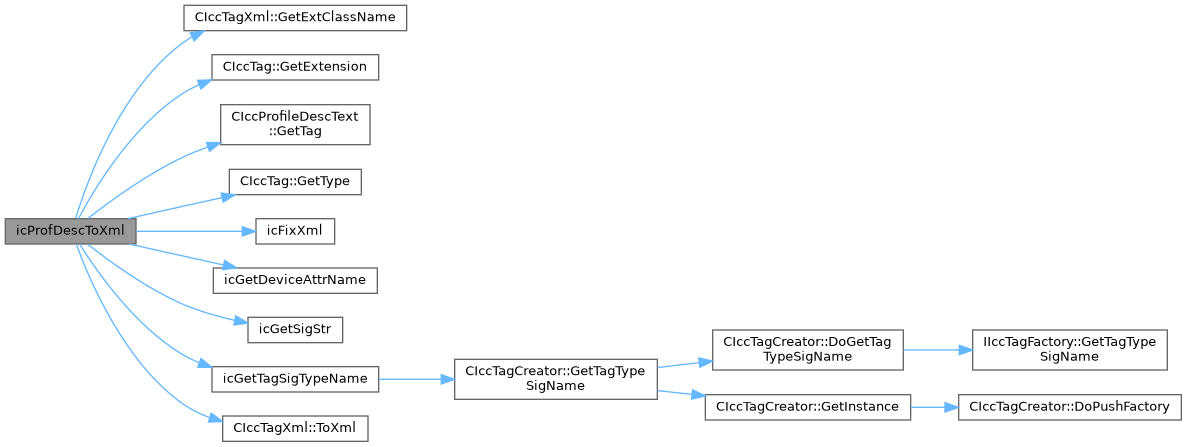 CIccTagXml::GetExtClassName
CIccTag::GetExtension
CIccProfileDescText
::GetTag
CIccTag::GetType
icProfDescToXml
icFixXml
icGetDeviceAttrName
icGetSigStr
icGetTagSigTypeName
CIccTagCreator::GetTagType
SigName
CIccTagCreator::DoGetTag
TypeSigName
IIccTagFactory::GetTagType
SigName
CIccTagCreator::GetInstance
CIccTagCreator::DoPushFactory
CIccTagXml::ToXml